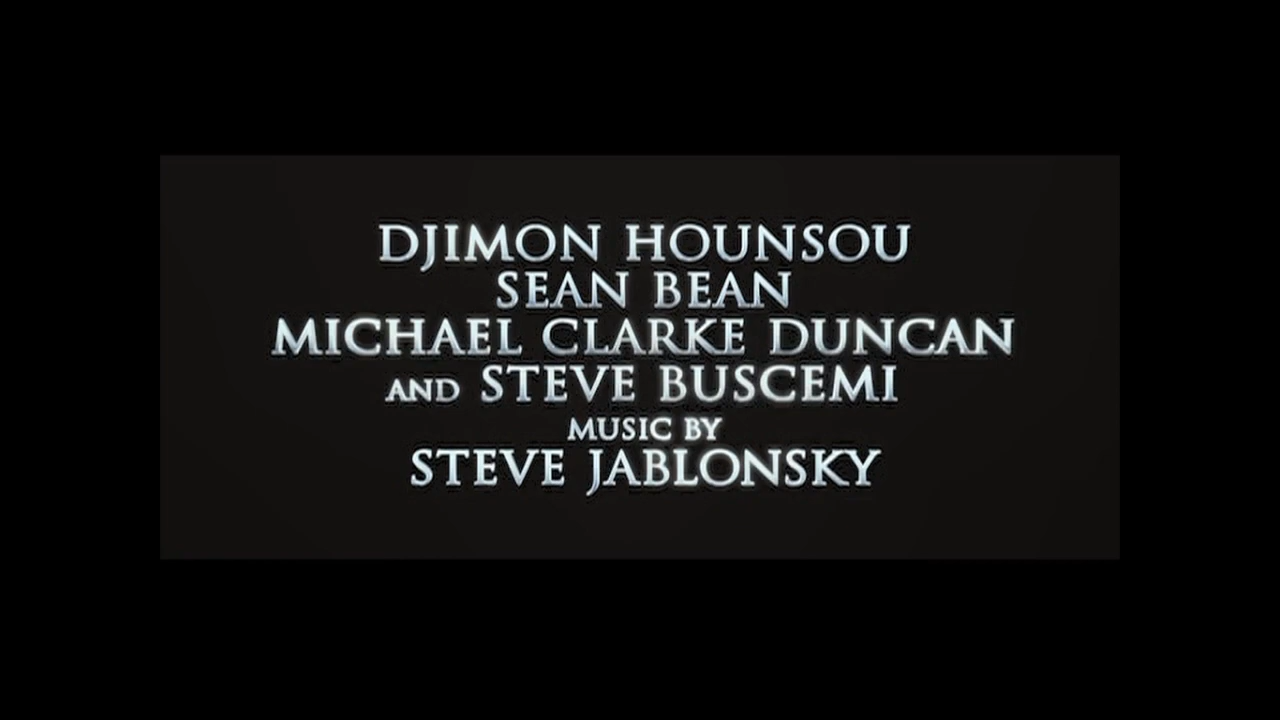 DJIMON HOUNSOU
SEAN BEAN
MICHAEL CLARKE DUNCAN
AND STEVE BUSCEMI
MUSIC BY
STEVE JABLONSKY